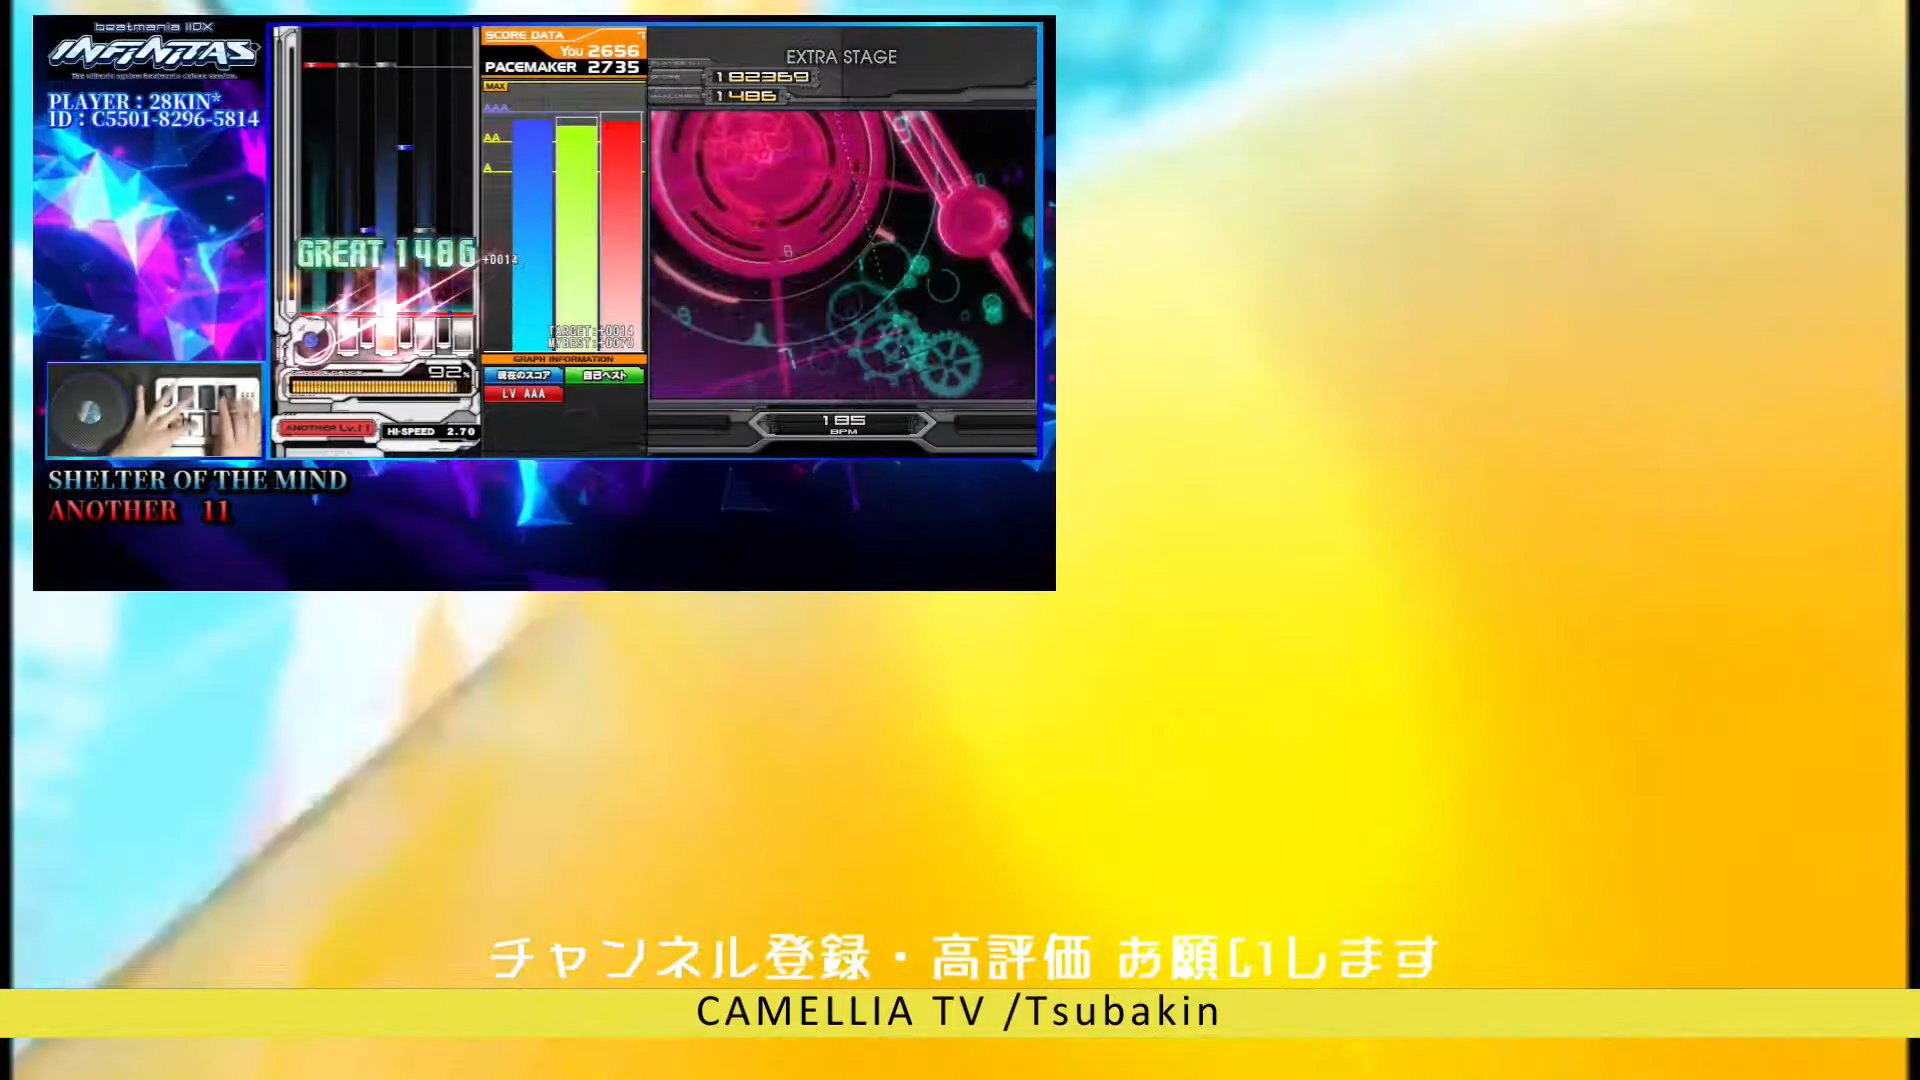 beatmania IIDX
INFINITAS
PLAYER : 28KIN*
ID : C5501-8296-5814
SCORE DATA
You 2656
PACEMAKER 2735
MAX
AAA
AA
A
EXTRA STAGE
182369
1486
GREAT 1486
+0014
TARGET:+0014
MYBEST:+0070
GRAPH INFORMATION
現在のスコア
自己ベスト
LV AAA
92%
ANOTHER Lv.11
HI-SPEED 2.70
185
BPM
SHELTER OF THE MIND
ANOTHER 11
チャンネル登録・高評価 お願いします
CAMELLIA TV /Tsubakin